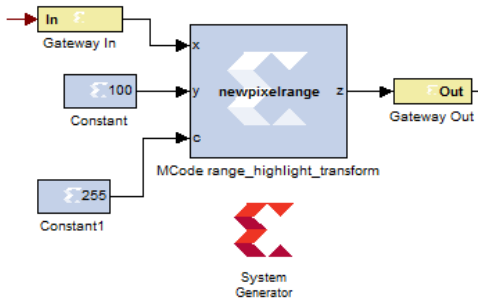 In
Gateway In
x
100
y
newpixelrange
z
Out
Constant
Gateway Out
c
MCode range_highlight_transform
255
Constant1
System
Generator